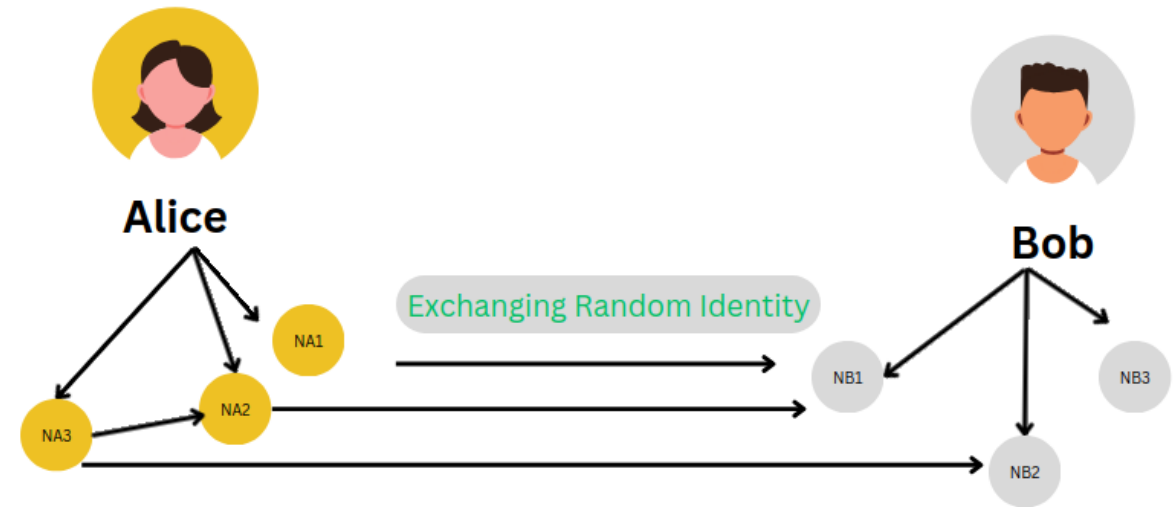 Alice
Bob
Exchanging Random Identity
NA1
NB1
NB3
NA2
NA3
NB2